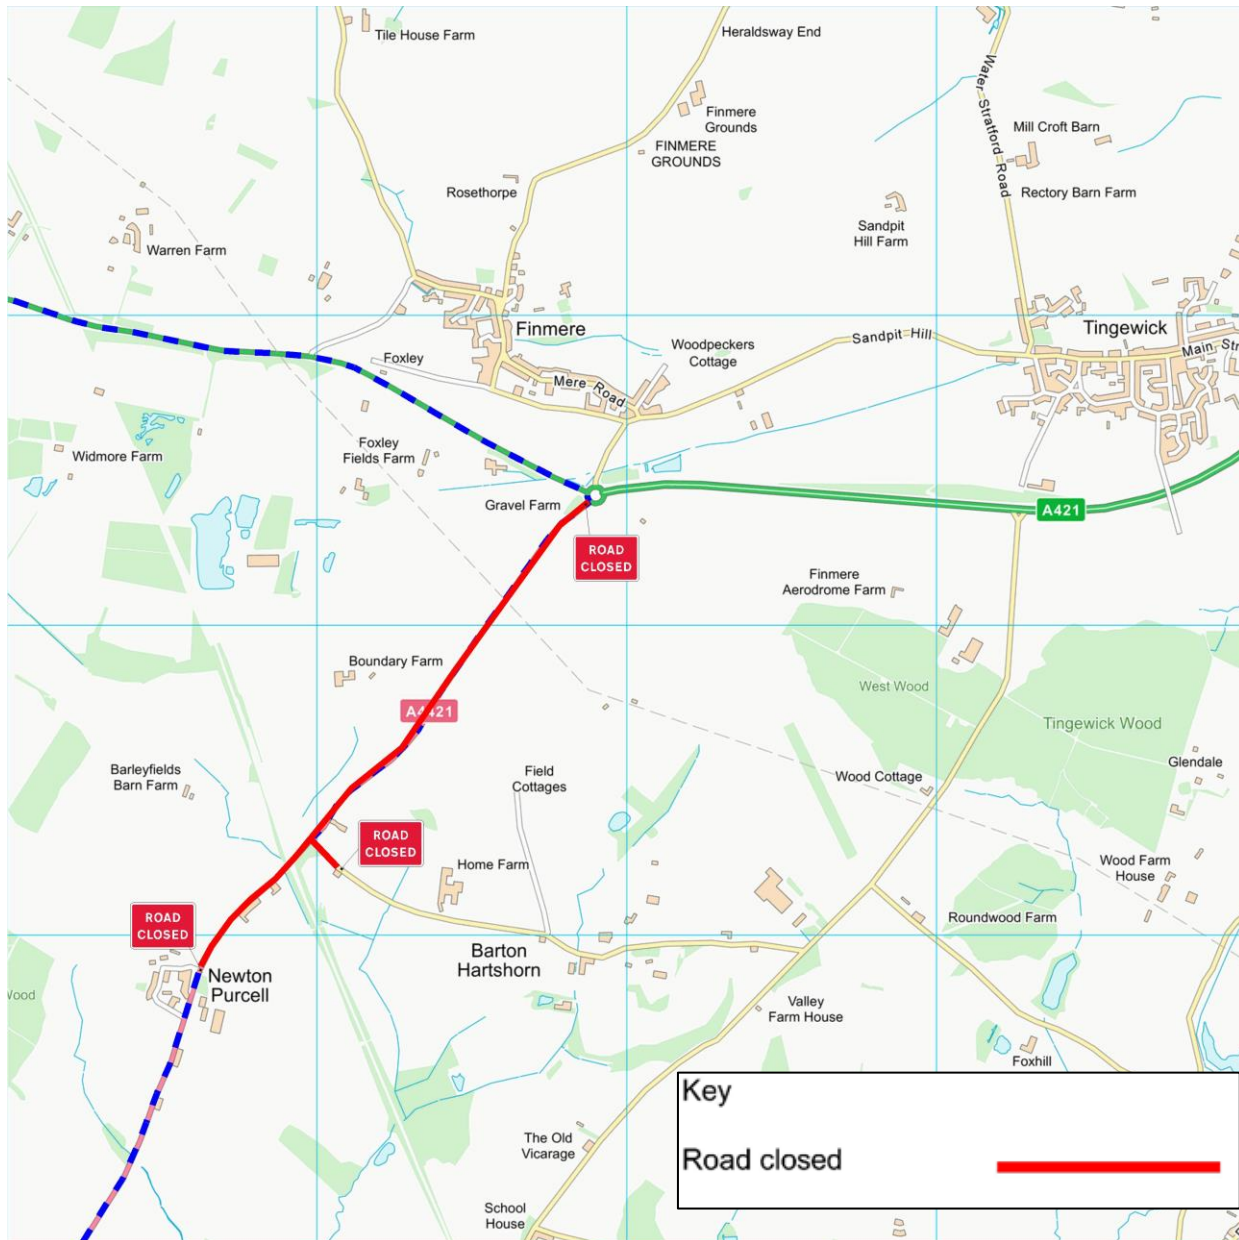 Tile House Farm
Heraldsway End
Water Stratford Road
Finmere
Grounds
FINMERE
GROUNDS
Mill Croft Barn
Rosethorpe
Rectory Barn Farm
Sandpit
Hill Farm
Warren Farm
Finmere
Tingewick
Sandpit Hill
Woodpeckers
Cottage
Main Str
Foxley
Mere Road
Foxley
Fields Farm
Widmore Farm
Gravel Farm
A421
ROAD
CLOSED
Finmere
Aerodrome Farm
Boundary Farm
West Wood
A4421
Tingewick Wood
Barleyfields
Barn Farm
Field
Cottages
Wood Cottage
Glendale
ROAD
CLOSED
Home Farm
Wood Farm
House
ROAD
CLOSED
Roundwood Farm
Barton
Hartshorn
Newton
Purcell
Wood
Valley
Farm House
Foxhill
Key
The Old
Vicarage
Road closed
School
House